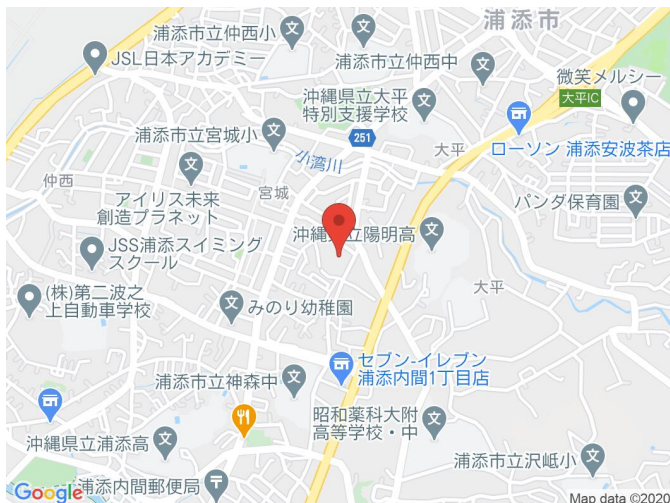 浦添市
浦添市立仲西小
浦添市立仲西中
JSL日本アカデミー
微笑メルシー
沖縄県立大平
特別支援学校
大平IC
浦添市立宮城小
251
大平
ローソン 浦添安波茶店
小湾川
仲西
宮城
アイリス未来
創造プラネット
パンダ保育園
沖縄県立陽明高
JSS浦添スイミング
スクール
大平
(株)第二波之
上自動車学校
みのり幼稚園
セブン-イレブン
浦添内間1丁目店
浦添市立神森中
昭和薬科大附
高等学校・中
沖縄県立浦添高
浦添市立沢岻小
浦添内間郵便局
Google
Map data ©2020